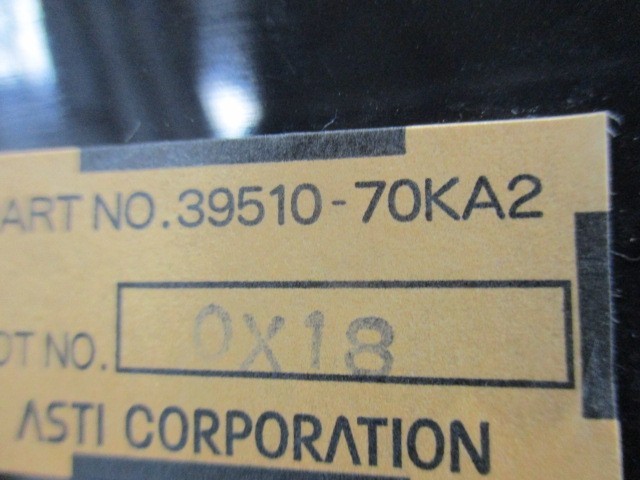 ART NO.39510-70KA2
OT NO. 0X18
ASTI CORPORATION